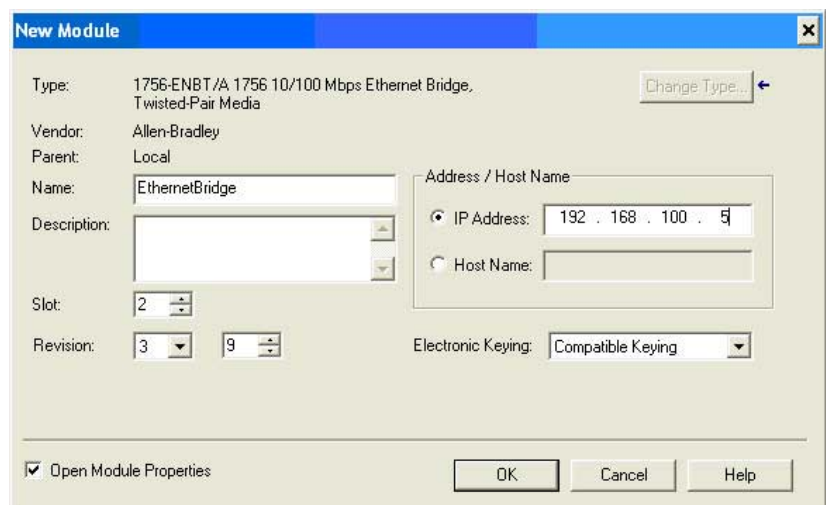 New Module
Type: 1756-ENBT/A 1756 10/100 Mbps Ethernet Bridge,
Twisted-Pair Media
Change Type...
Vendor: Allen-Bradley
Parent: Local
Name: EthernetBridge
Description:
Address / Host Name
IP Address: 192 . 168 . 100 . 5
Host Name:
Slot: 2
Revision: 3 9
Electronic Keying: Compatible Keying
Open Module Properties
OK Cancel Help